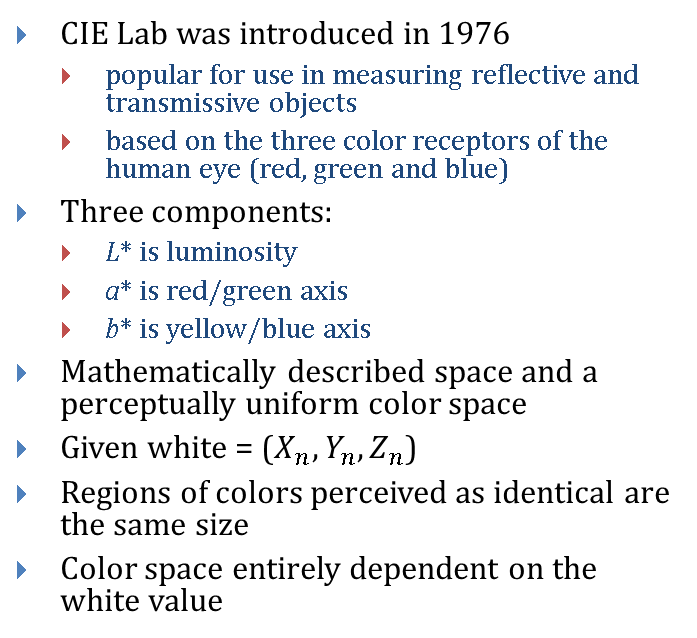 CIE Lab was introduced in 1976
popular for use in measuring reflective and
transmissive objects
based on the three color receptors of the
human eye (red, green and blue)
Three components:
L* is luminosity
a* is red/green axis
b* is yellow/blue axis
Mathematically described space and a
perceptually uniform color space
Given white = (Xₙ, Yₙ, Zₙ)
Regions of colors perceived as identical are
the same size
Color space entirely dependent on the
white value